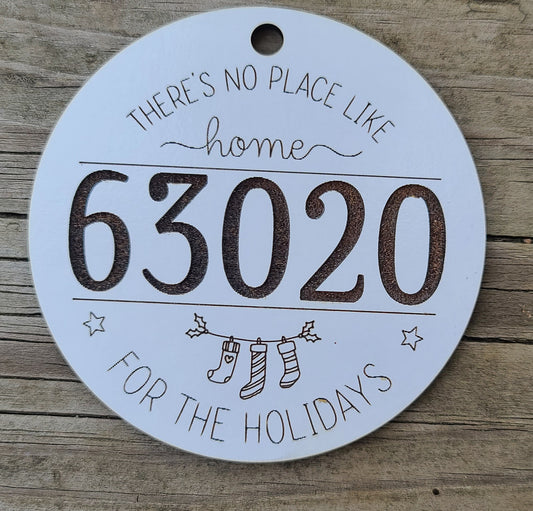 THERE'S NO PLACE LIKE
home
63020
FOR THE HOLIDAYS